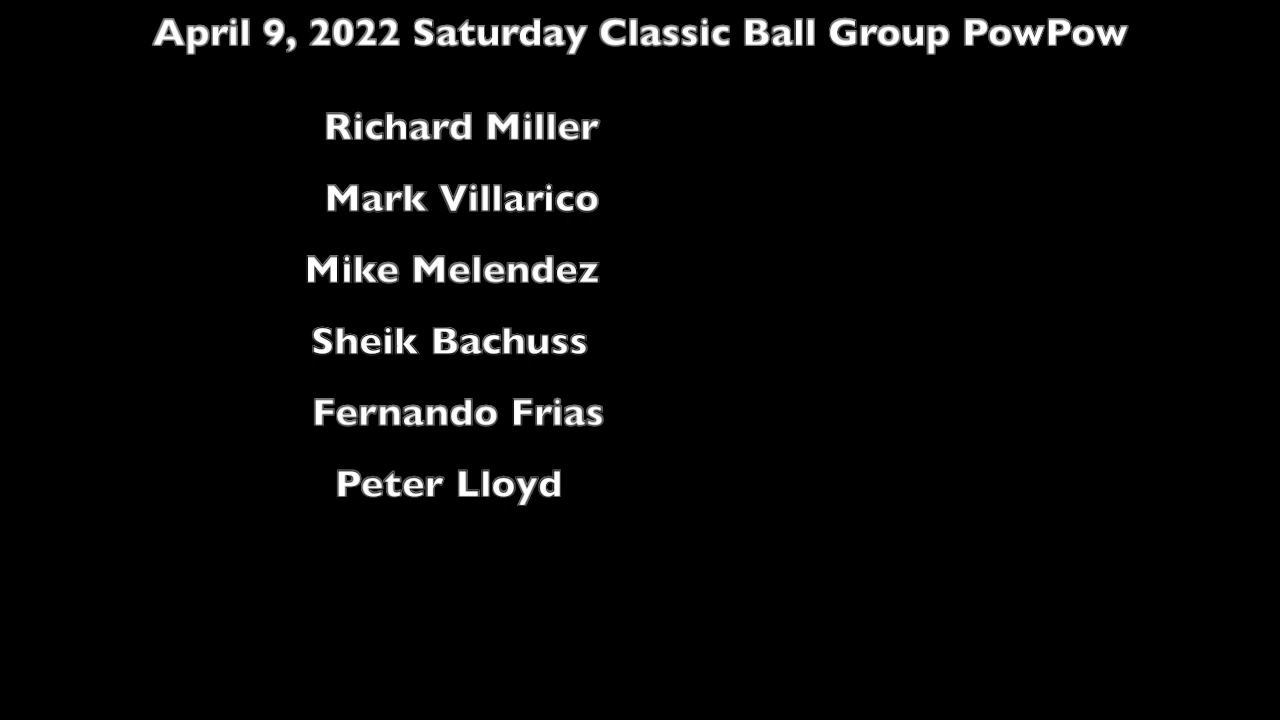 April 9, 2022 Saturday Classic Ball Group PowPow
Richard Miller
Mark Villarico
Mike Melendez
Sheik Bachuss
Fernando Frias
Peter Lloyd